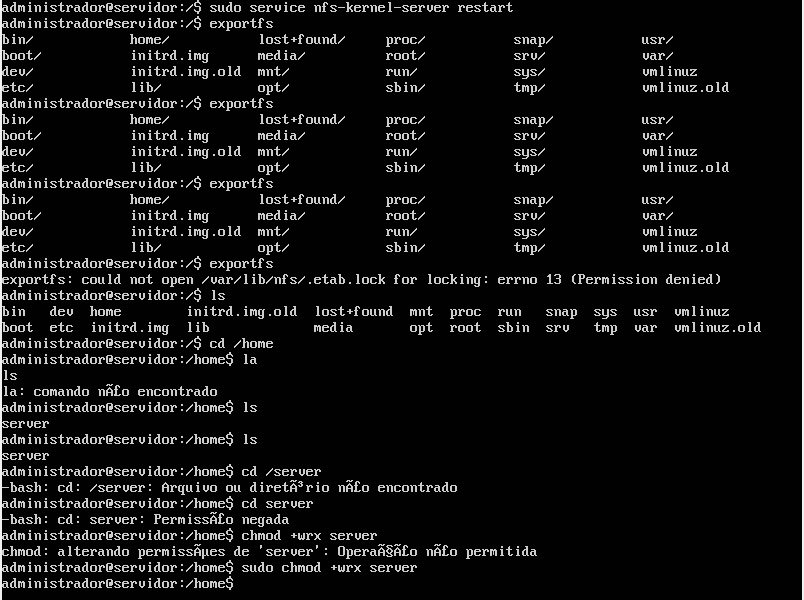 administrador@servidor:/$ sudo service nfs-kernel-server restart
administrador@servidor:/$ exportfs
bin/ home/ lost+found/ proc/ snap/ usr/
boot/ initrd.img media/ root/ srv/ var/
dev/ initrd.img.old mnt/ run/ sys/ vmlinuz
etc/ lib/ opt/ sbin/ tmp/ vmlinuz.old
administrador@servidor:/$ exportfs
bin/ home/ lost+found/ proc/ snap/ usr/
boot/ initrd.img media/ root/ srv/ var/
dev/ initrd.img.old mnt/ run/ sys/ vmlinuz
etc/ lib/ opt/ sbin/ tmp/ vmlinuz.old
administrador@servidor:/$ exportfs
bin/ home/ lost+found/ proc/ snap/ usr/
boot/ initrd.img media/ root/ srv/ var/
dev/ initrd.img.old mnt/ run/ sys/ vmlinuz
etc/ lib/ opt/ sbin/ tmp/ vmlinuz.old
administrador@servidor:/$ exportfs
exportfs: could not open /var/lib/nfs/.etab.lock for locking: errno 13 (Permission denied)
administrador@servidor:/$ ls
bin dev home initrd.img.old lost+found mnt proc run snap sys usr vmlinuz
boot etc initrd.img lib media opt root sbin srv tmp var vmlinuz.old
administrador@servidor:/$ cd /home
administrador@servidor:/home$ la
ls
la: comando nÃ£o encontrado
administrador@servidor:/home$ ls
server
administrador@servidor:/home$ ls
server
administrador@servidor:/home$ cd /server
-bash: cd: /server: Arquivo ou diretÃ³rio nÃ£o encontrado
administrador@servidor:/home$ cd server
-bash: cd: server: PermissÃ£o negada
administrador@servidor:/home$ chmod +wrx server
chmod: alterando permissÃµes de 'server': OperaÃ§Ã£o nÃ£o permitida
administrador@servidor:/home$ sudo chmod +wrx server
administrador@servidor:/home$